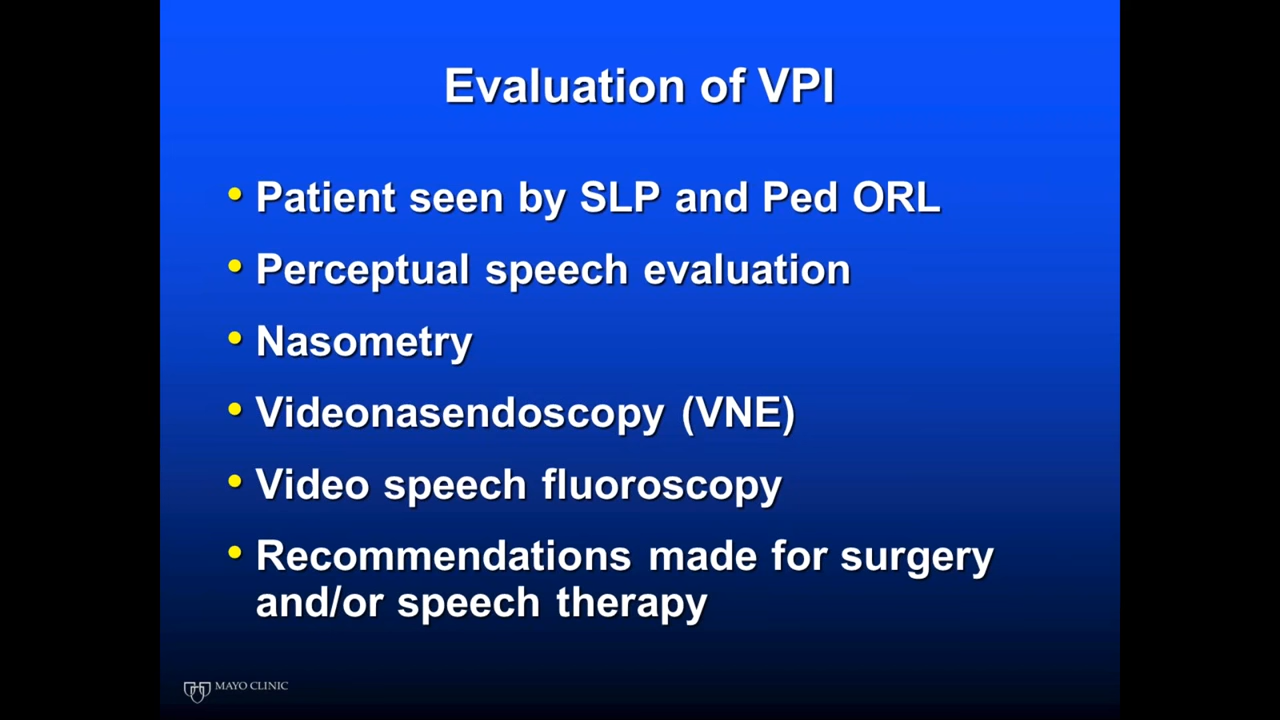 Evaluation of VPI
• Patient seen by SLP and Ped ORL
• Perceptual speech evaluation
• Nasometry
• Videonasendoscopy (VNE)
• Video speech fluoroscopy
• Recommendations made for surgery
and/or speech therapy
MAYO CLINIC